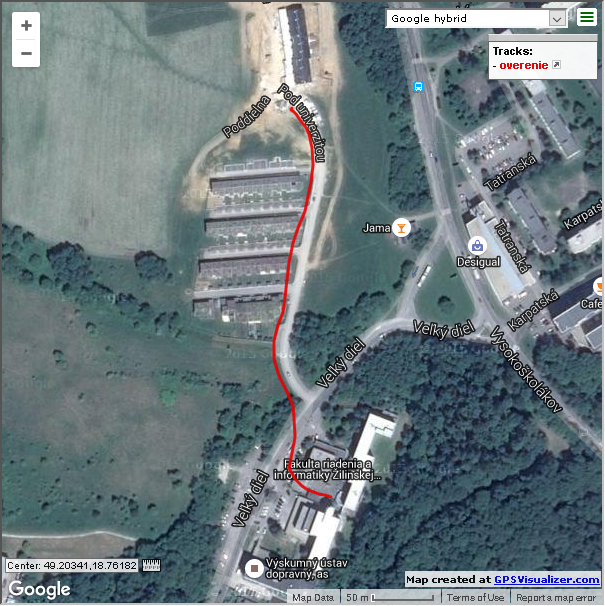 +
−
Google hybrid
Tracks:
- overenie
Poddielna
Pod univerzitou
Tatranská
Karpatská
Jama
Tatranská
Desigual
Cafe
Karpatská
Veľký diel
Vysokoškolákov
Veľký diel
Fakulta riadenia a
informatiky Žilinskej...
Veľký diel
Výskumný ústav
dopravný, as
Center: 49.20341,18.76182
Map created at GPSVisualizer.com
Google
Map Data
50 m
Terms of Use
Report a map error